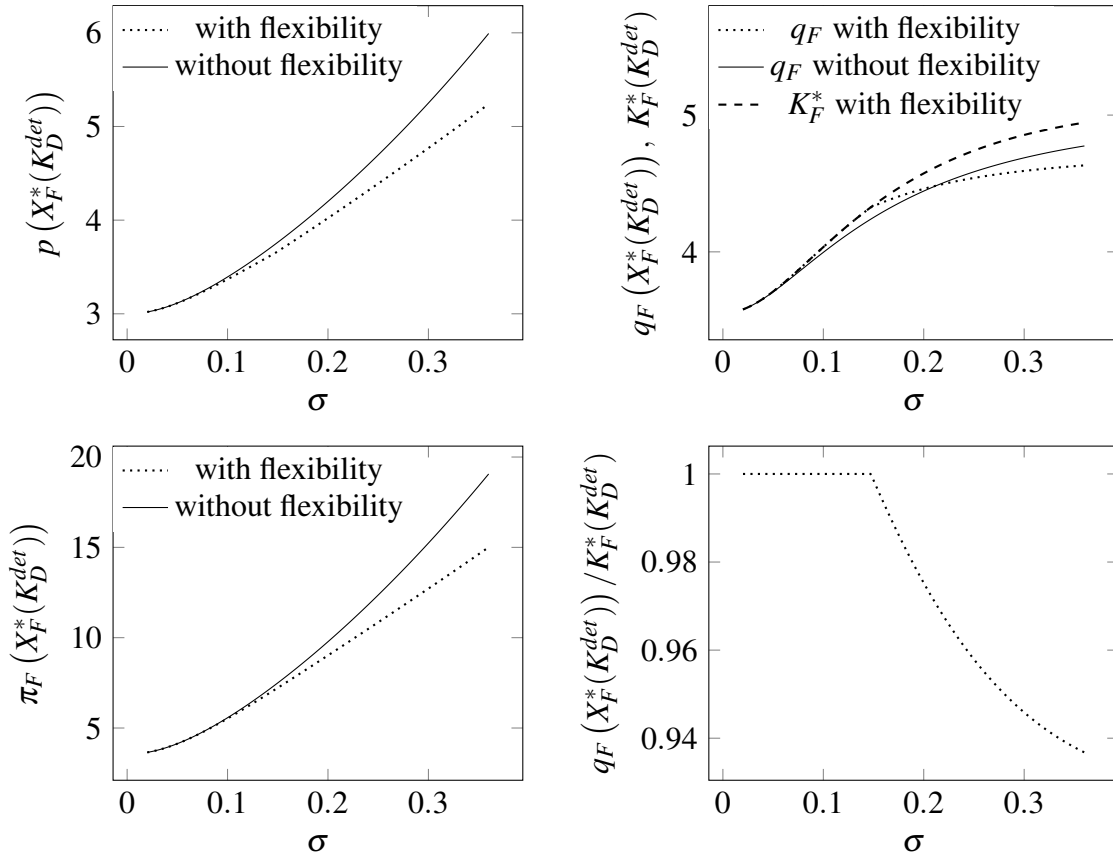 with flexibility
without flexibility
6
5
4
3
0
0.1
0.2
0.3
σ
p (X_F^*(K_D^{det}))
q_F with flexibility
q_F without flexibility
K_F^* with flexibility
5
4
0
0.1
0.2
0.3
σ
q_F (X_F^*(K_D^{det})), K_F^*(K_D^{det})
with flexibility
without flexibility
20
15
10
5
0
0.1
0.2
0.3
σ
π_F (X_F^*(K_D^{det}))
1
0.98
0.96
0.94
0
0.1
0.2
0.3
σ
q_F (X_F^*(K_D^{det})) /K_F^*(K_D^{det})